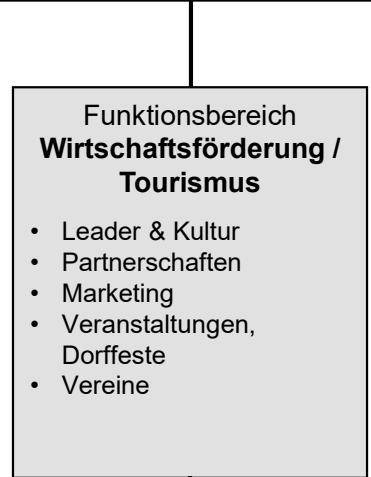 Funktionsbereich
Wirtschaftsförderung /
Tourismus
• Leader & Kultur
• Partnerschaften
• Marketing
• Veranstaltungen,
Dorffeste
• Vereine